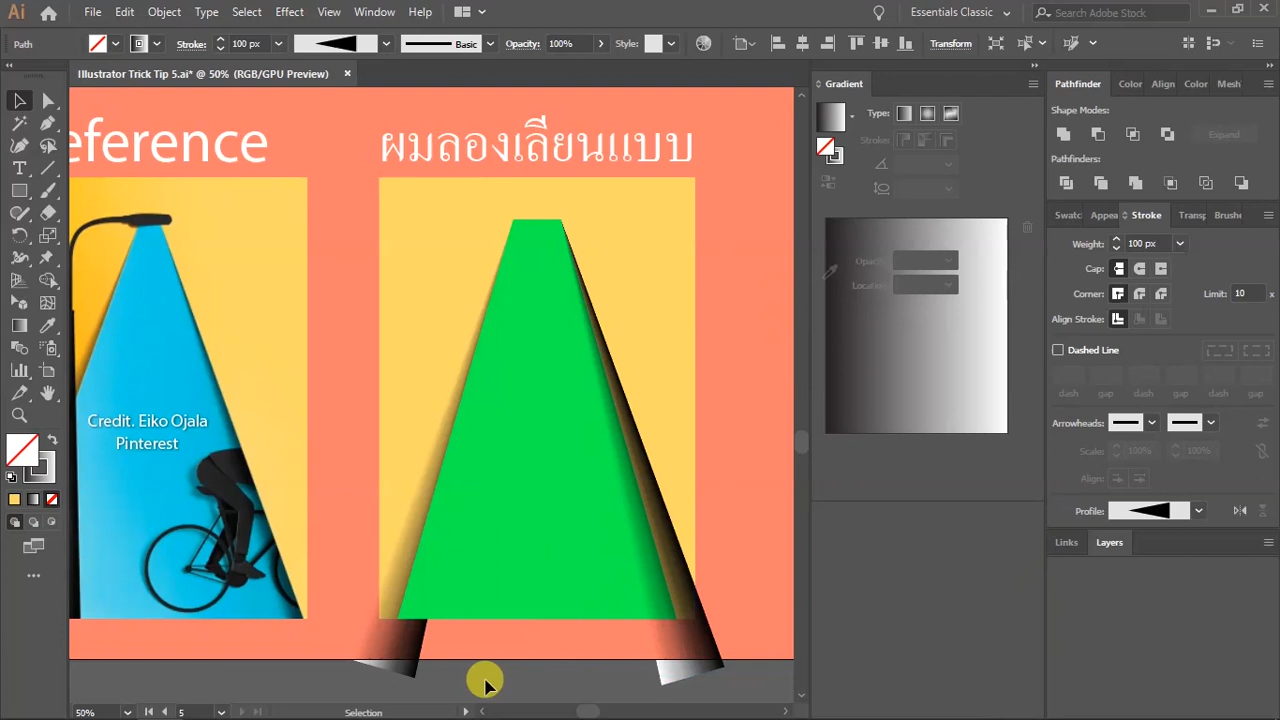 Ai File Edit Object Type Select Effect View Window Help Essentials Classic Search Adobe Stock
Path Stroke: 100 px Basic Opacity: 100% Style: Transform
Illustrator Trick Tip 5.ai* @ 50% (RGB/GPU Preview)
eference
ผมลองเลียนแบบ
Credit. Eiko Ojala
Pinterest
Gradient
Type:
Stroke:
Opac
Locatio
Pathfinder Color Align Color Mesh
Shape Modes:
Expand
Pathfinders:
Swatc Appea Stroke Transp Brushe
Weight: 100 px
Cap:
Corner: Limit: 10 x
Align Stroke:
Dashed Line
dash gap dash gap dash gap
Arrowheads:
Scale: 100% 100%
Align:
Profile:
Links Layers
50% 5 Selection